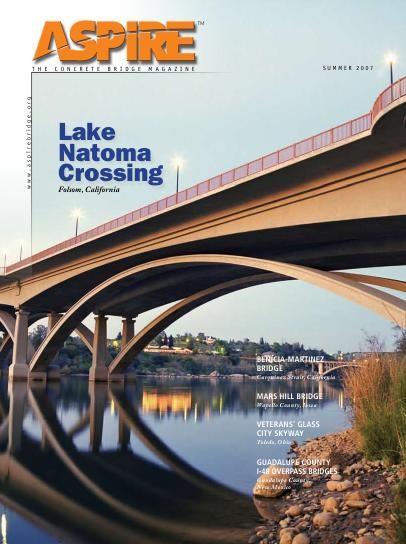 ASPIRE™
THE CONCRETE BRIDGE MAGAZINE
SUMMER 2007
www.aspirebridge.org
Lake
Natoma
Crossing
Folsom, California
BENICIA-MARTINEZ
BRIDGE
Carquinez Strait, California
MARS HILL BRIDGE
Wapello County, Iowa
VETERANS' GLASS
CITY SKYWAY
Toledo, Ohio
GUADALUPE COUNTY
I-40 OVERPASS BRIDGES
Guadalupe County,
New Mexico